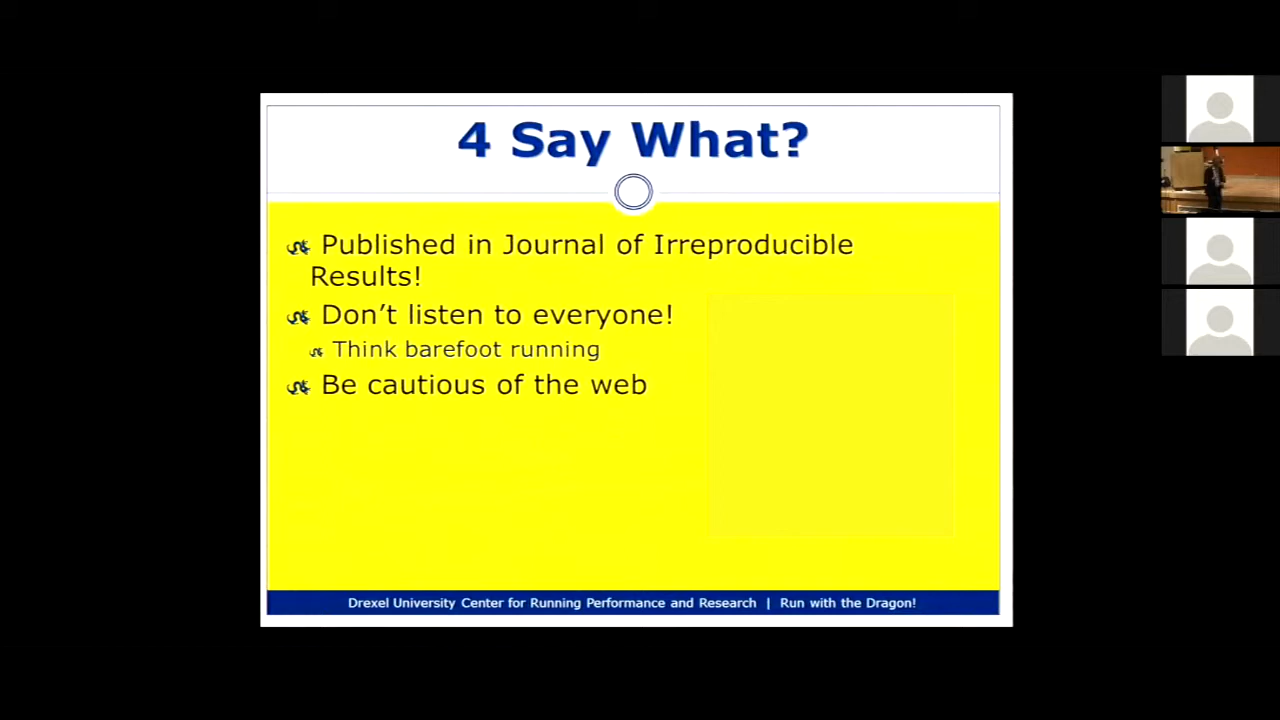 4 Say What?
Published in Journal of Irreproducible
Results!
Don’t listen to everyone!
Think barefoot running
Be cautious of the web
Drexel University Center for Running Performance and Research | Run with the Dragon!